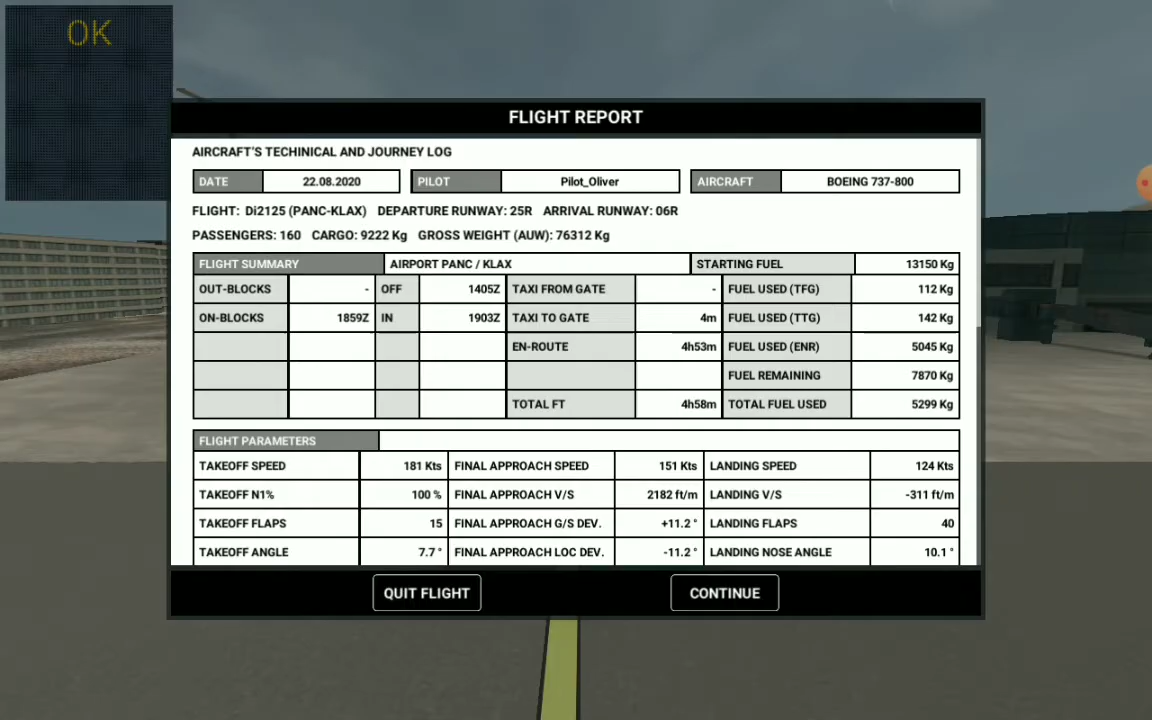 OK
FLIGHT REPORT
AIRCRAFT'S TECHINICAL AND JOURNEY LOG
DATE 22.08.2020 PILOT Pilot_Oliver AIRCRAFT BOEING 737-800
FLIGHT: Di2125 (PANC-KLAX) DEPARTURE RUNWAY: 25R ARRIVAL RUNWAY: 06R
PASSENGERS: 160 CARGO: 9222 Kg GROSS WEIGHT (AUW): 76312 Kg
FLIGHT SUMMARY AIRPORT PANC / KLAX STARTING FUEL 13150 Kg
OUT-BLOCKS - OFF 1405Z TAXI FROM GATE - FUEL USED (TFG) 112 Kg
ON-BLOCKS 1859Z IN 1903Z TAXI TO GATE 4m FUEL USED (TTG) 142 Kg
EN-ROUTE 4h53m FUEL USED (ENR) 5045 Kg
FUEL REMAINING 7870 Kg
TOTAL FT 4h58m TOTAL FUEL USED 5299 Kg
FLIGHT PARAMETERS
TAKEOFF SPEED 181 Kts FINAL APPROACH SPEED 151 Kts LANDING SPEED 124 Kts
TAKEOFF N1% 100 % FINAL APPROACH V/S 2182 ft/m LANDING V/S -311 ft/m
TAKEOFF FLAPS 15 FINAL APPROACH G/S DEV. +11.2 ° LANDING FLAPS 40
TAKEOFF ANGLE 7.7 ° FINAL APPROACH LOC DEV. -11.2 ° LANDING NOSE ANGLE 10.1 °
QUIT FLIGHT CONTINUE